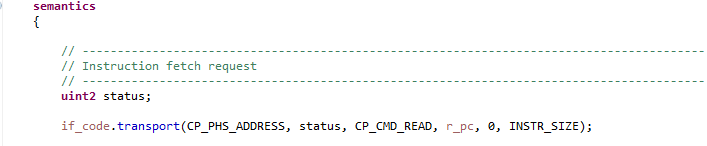 semantics
{
// ----------------------------------------------------------------------------------------
// Instruction fetch request
// ----------------------------------------------------------------------------------------
uint2 status;
if_code.transport(CP_PHS_ADDRESS, status, CP_CMD_READ, r_pc, 0, INSTR_SIZE);